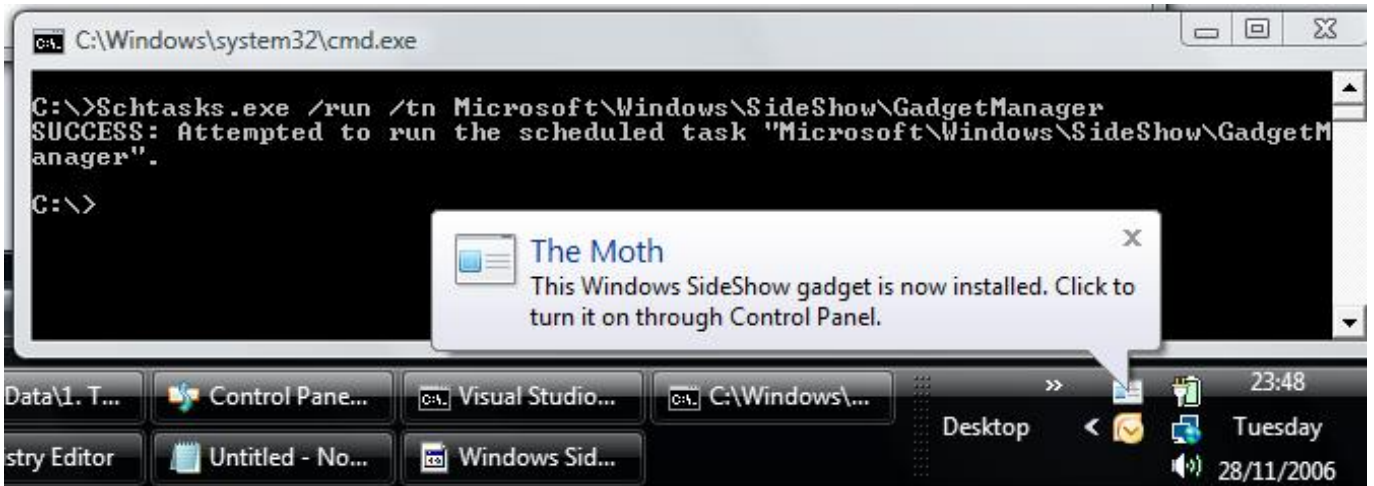 C:\Windows\system32\cmd.exe
C:\>Schtasks.exe /run /tn Microsoft\Windows\SideShow\GadgetManager
SUCCESS: Attempted to run the scheduled task "Microsoft\Windows\SideShow\GadgetM
anager".
C:\>
The Moth
This Windows SideShow gadget is now installed. Click to
turn it on through Control Panel.
Data\1. T... Control Pane... Visual Studio... C:\Windows\... » 23:48
Desktop < Tuesday
stry Editor Untitled - No... Windows Sid... 28/11/2006